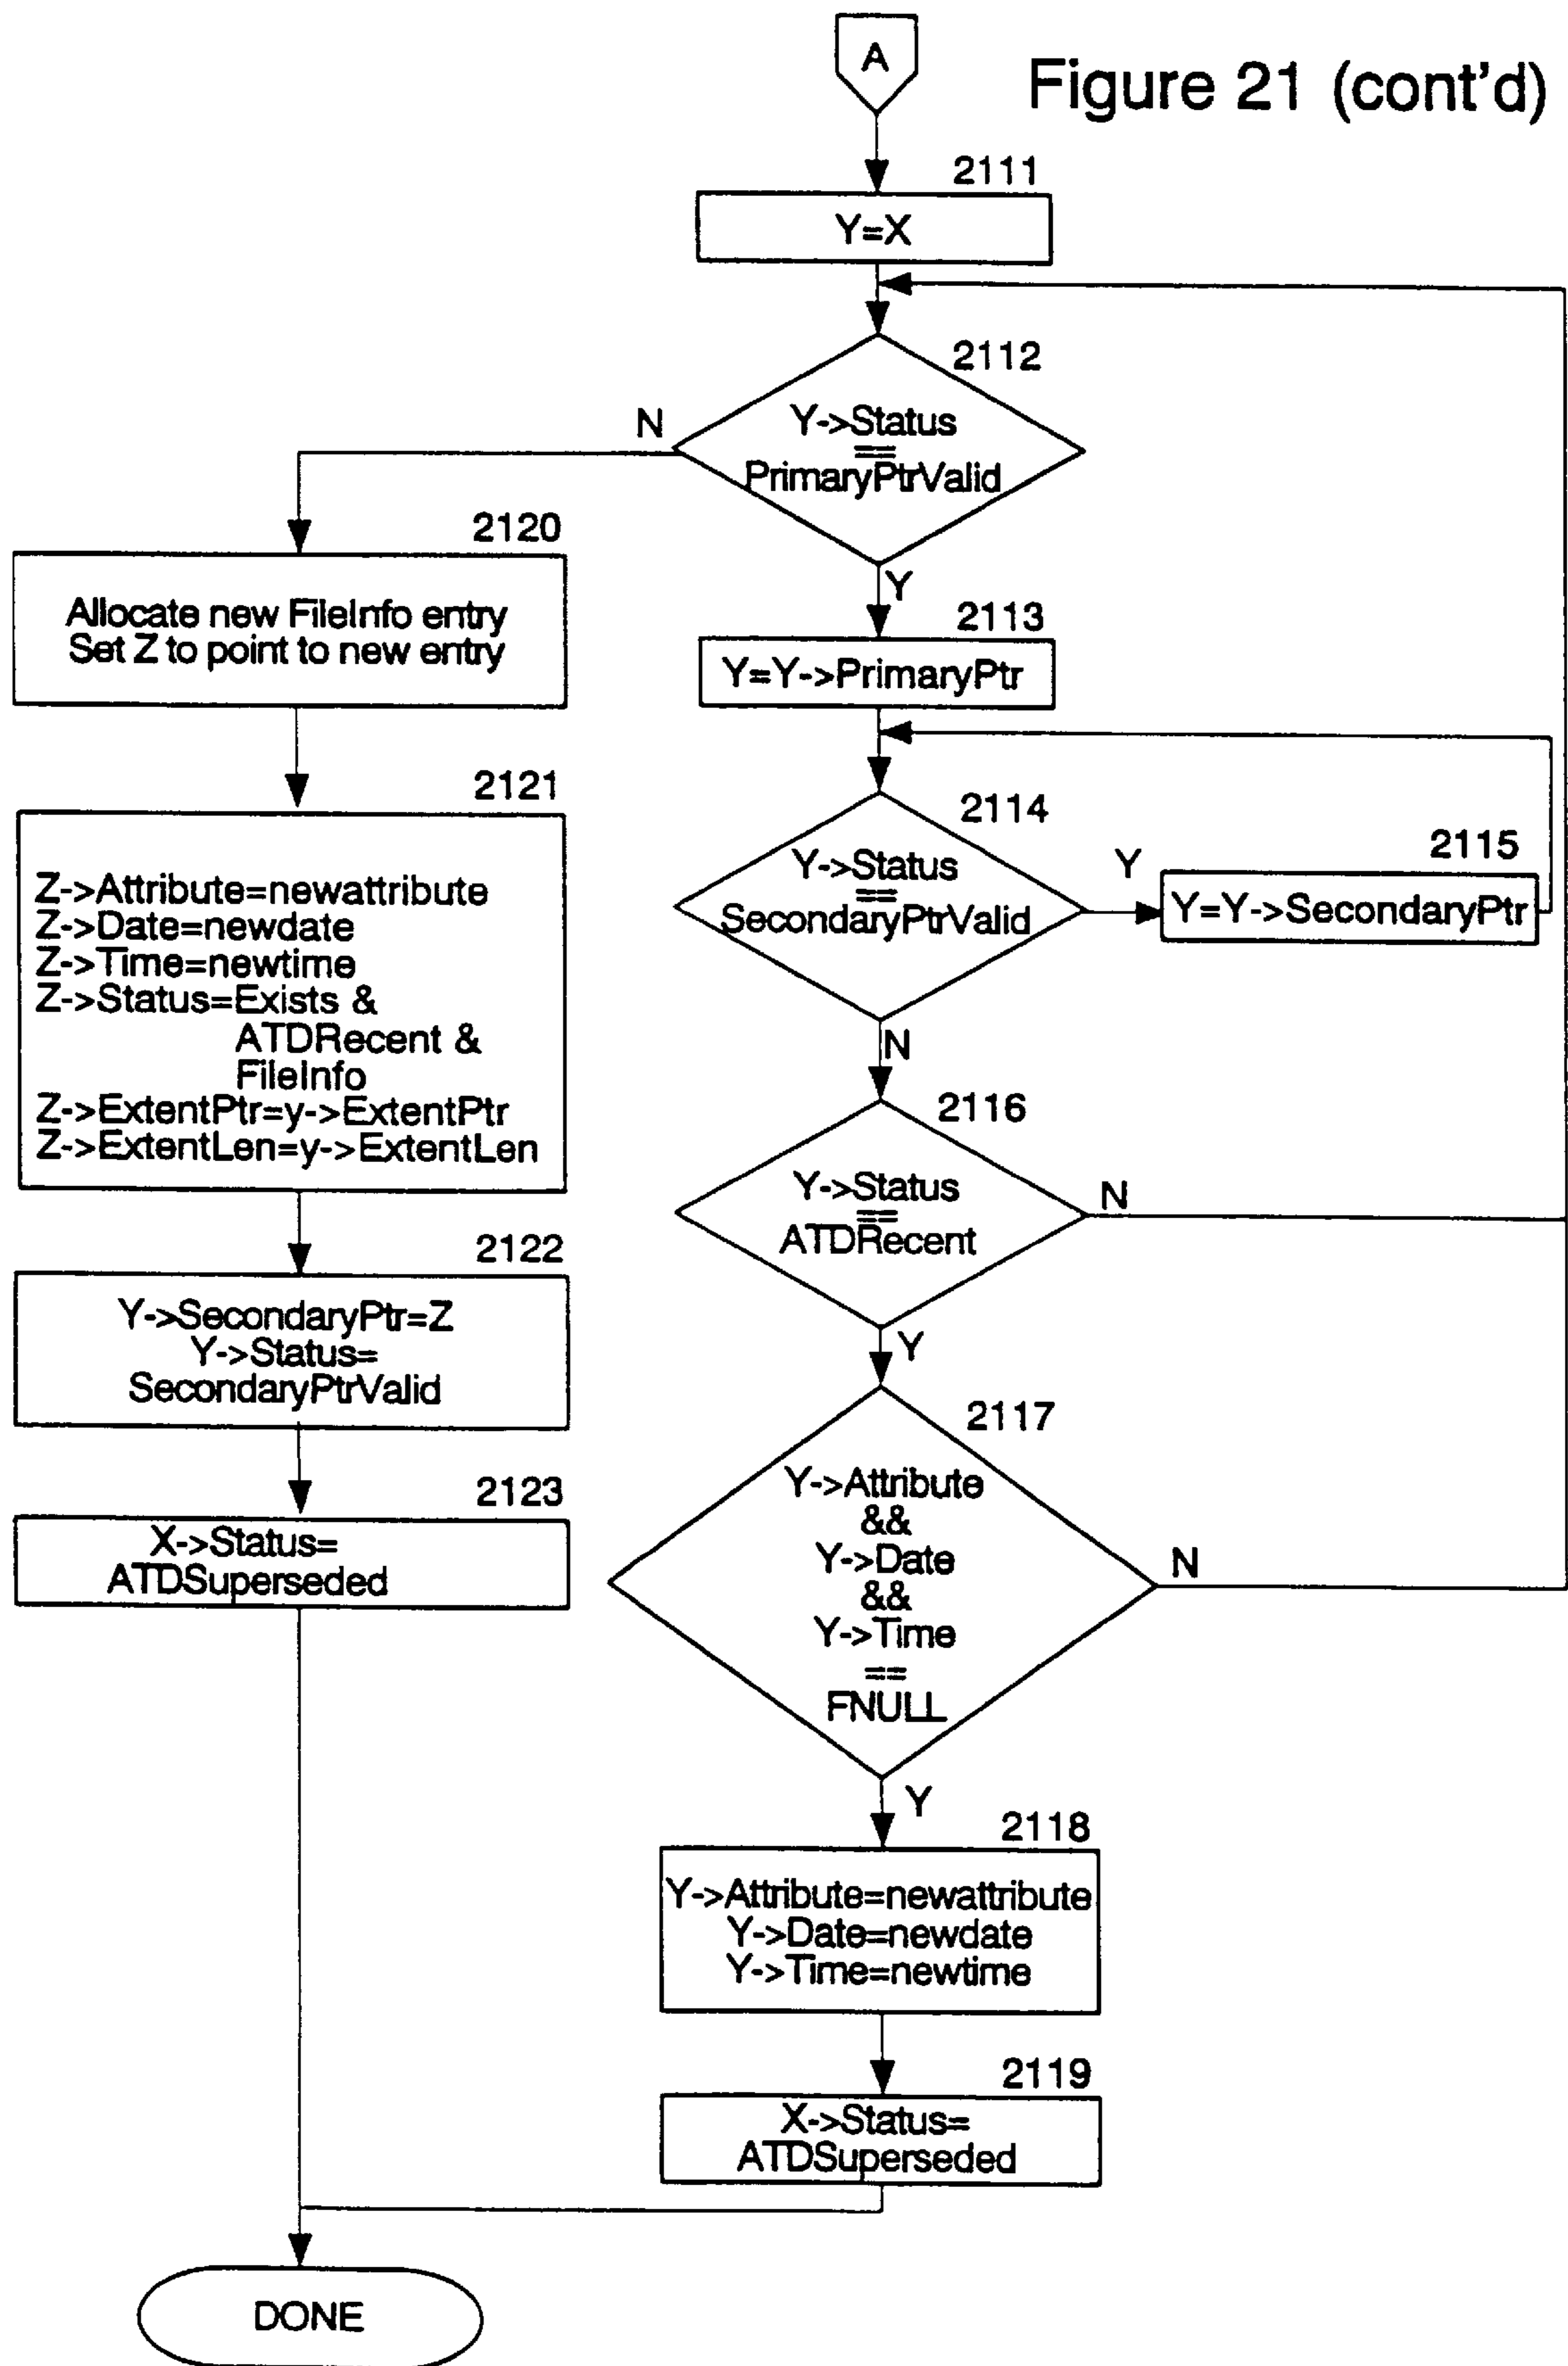 A
Figure 21 (cont'd)
2111
Y=X
2112
Y->Status
==
PrimaryPtrValid
N
Y
2120
Allocate new FileInfo entry
Set Z to point to new entry
2113
Y=Y->PrimaryPtr
2121
Z->Attribute=newattribute
Z->Date=newdate
Z->Time=newtime
Z->Status=Exists &
ATDRecent &
FileInfo
Z->ExtentPtr=y->ExtentPtr
Z->ExtentLen=y->ExtentLen
2114
Y->Status
==
SecondaryPtrValid
Y
2115
Y=Y->SecondaryPtr
N
2116
Y->Status
==
ATDRecent
N
Y
2122
Y->SecondaryPtr=Z
Y->Status=
SecondaryPtrValid
2117
Y->Attribute
&&
Y->Date
&&
Y->Time
==
FNULL
N
Y
2123
X->Status=
ATDSuperseded
2118
Y->Attribute=newattribute
Y->Date=newdate
Y->Time=newtime
2119
X->Status=
ATDSuperseded
DONE